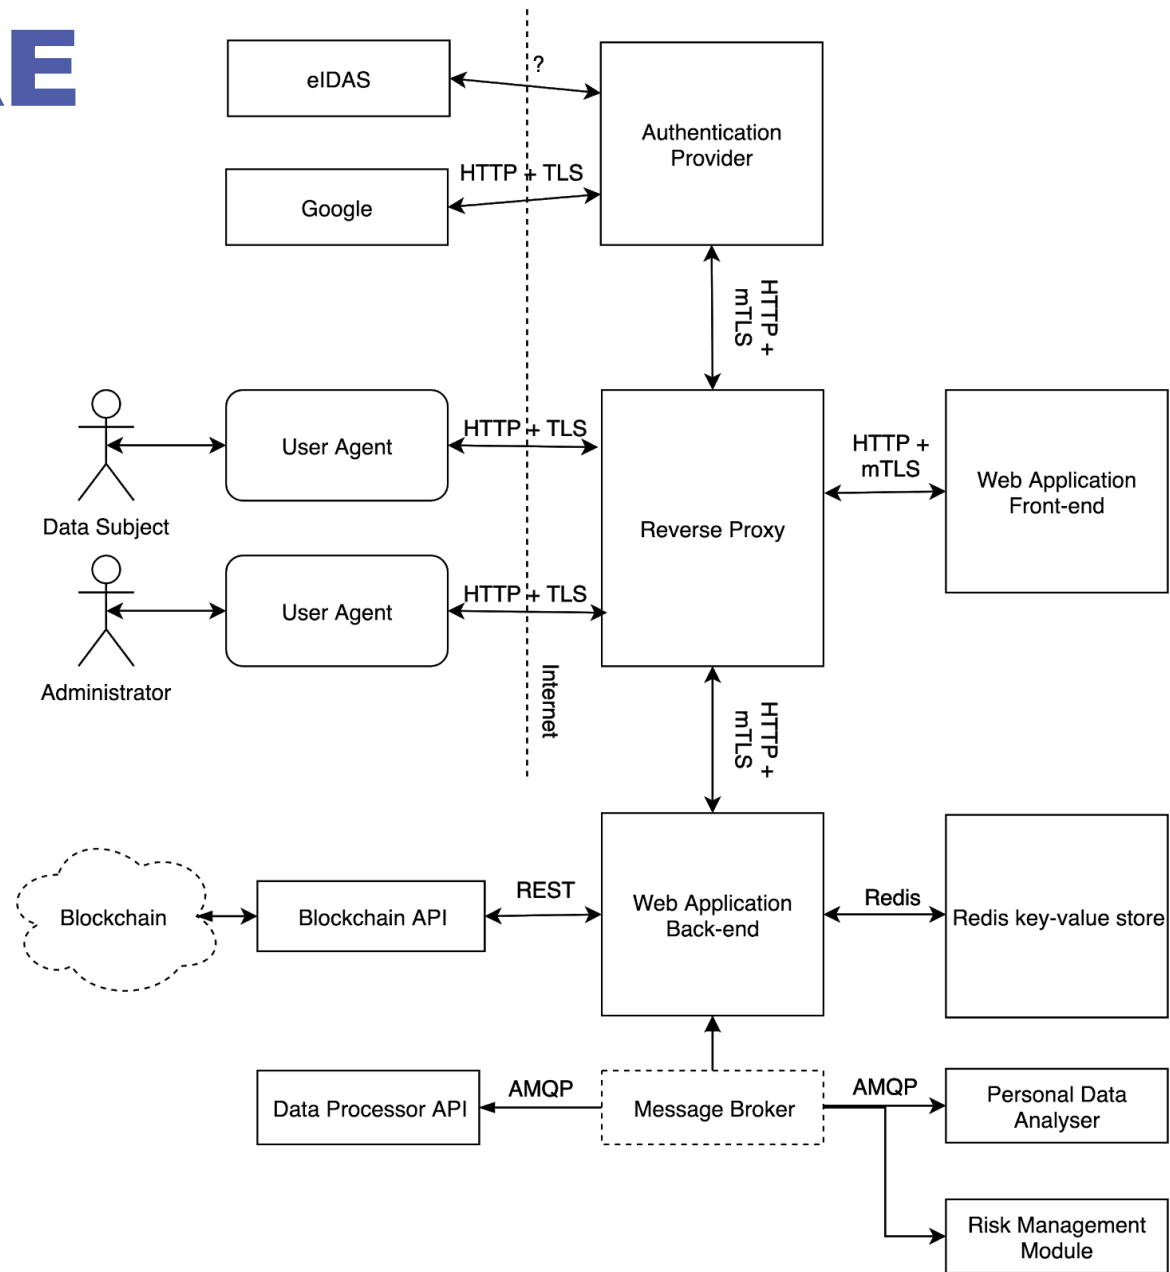 E
eIDAS
?
Authentication
Provider
HTTP + TLS
Google
HTTP +
mTLS
User Agent
HTTP + TLS
Data Subject
Reverse Proxy
HTTP +
mTLS
Web Application
Front-end
User Agent
HTTP + TLS
Administrator
Internet
HTTP +
mTLS
Blockchain
Blockchain API
REST
Web Application
Back-end
Redis
Redis key-value store
Data Processor API
AMQP
Message Broker
AMQP
Personal Data
Analyser
Risk Management
Module